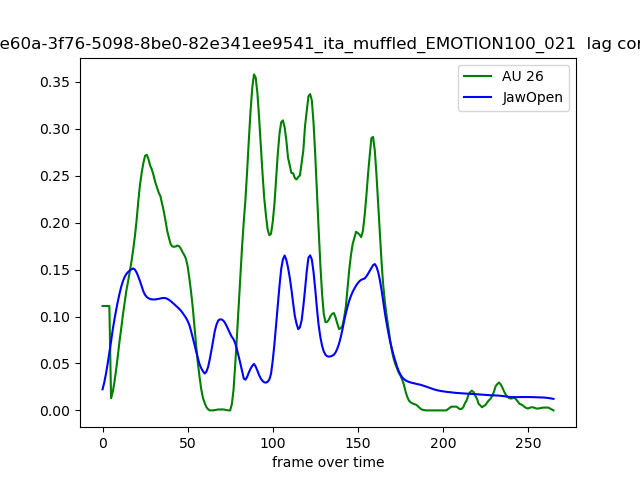 e60a-3f76-5098-8be0-82e341ee9541_ita_muffled_EMOTION100_021 lag
AU 26
JawOpen
0.35
0.30
0.25
0.20
0.15
0.10
0.05
0.00
0 50 100 150 200 250
frame over time